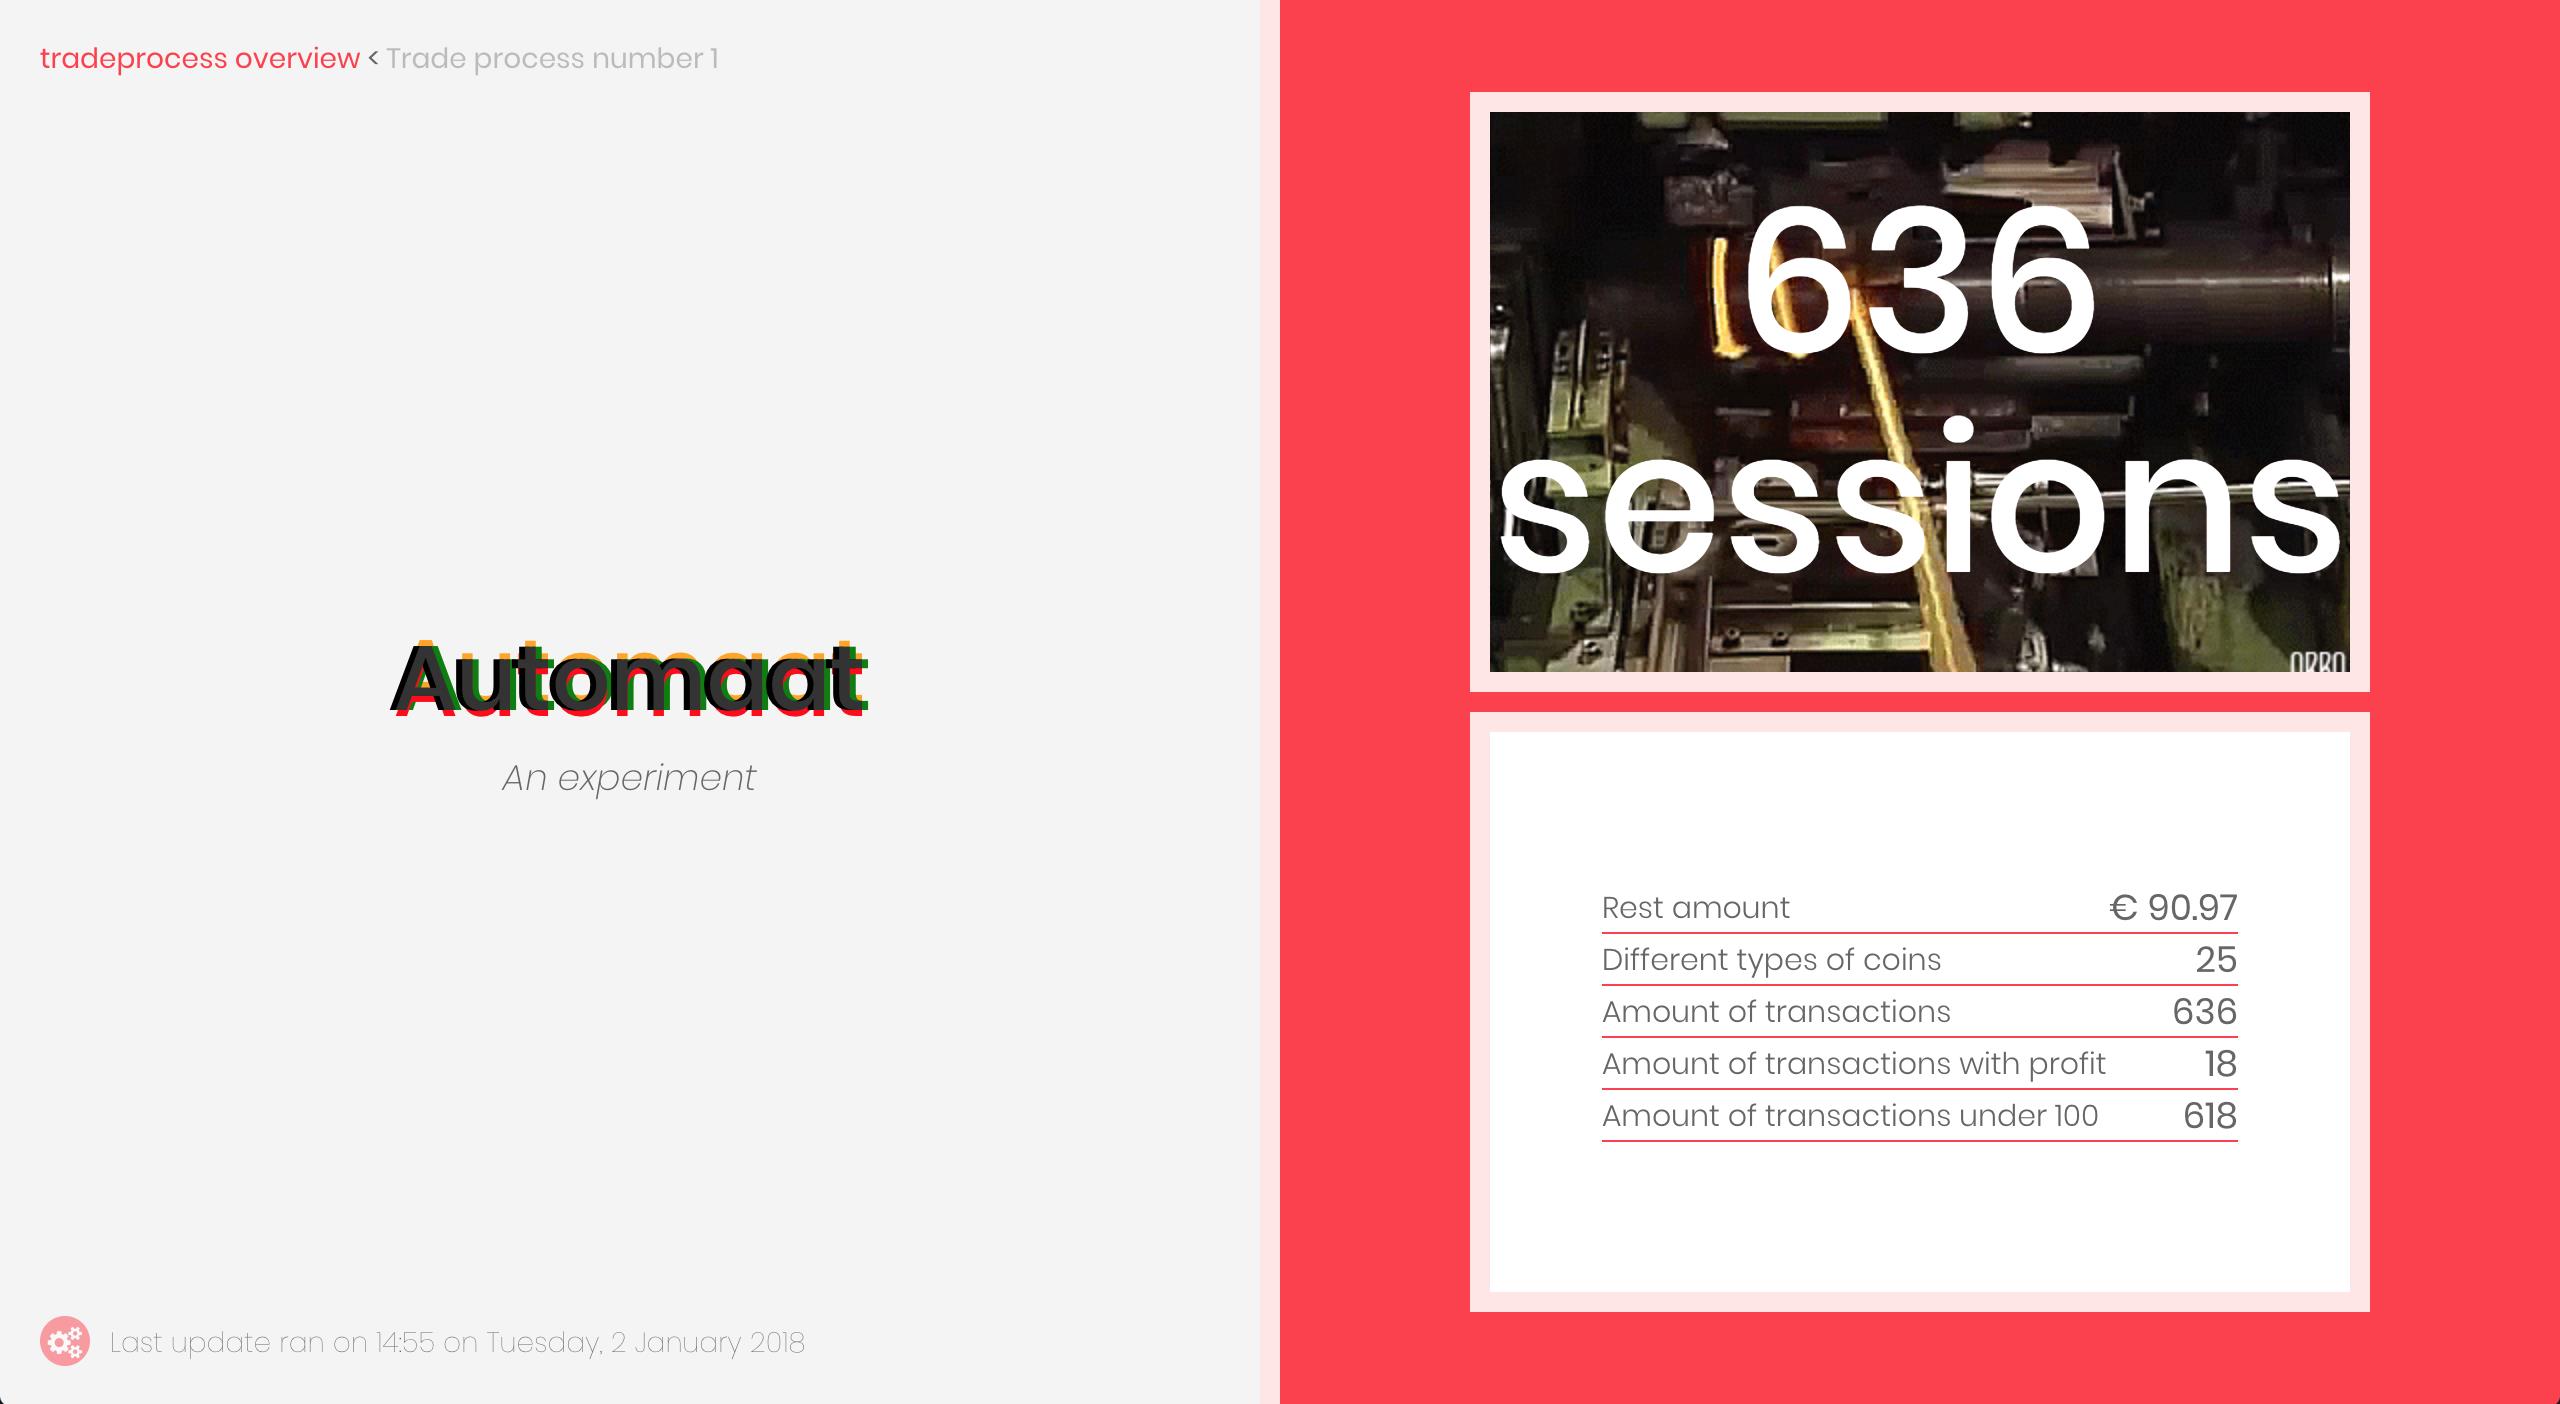 tradeprocess overview < Trade process number 1
Automaat
An experiment
Last update ran on 14:55 on Tuesday, 2 January 2018
636
sessions
Rest amount € 90.97
Different types of coins 25
Amount of transactions 636
Amount of transactions with profit 18
Amount of transactions under 100 618